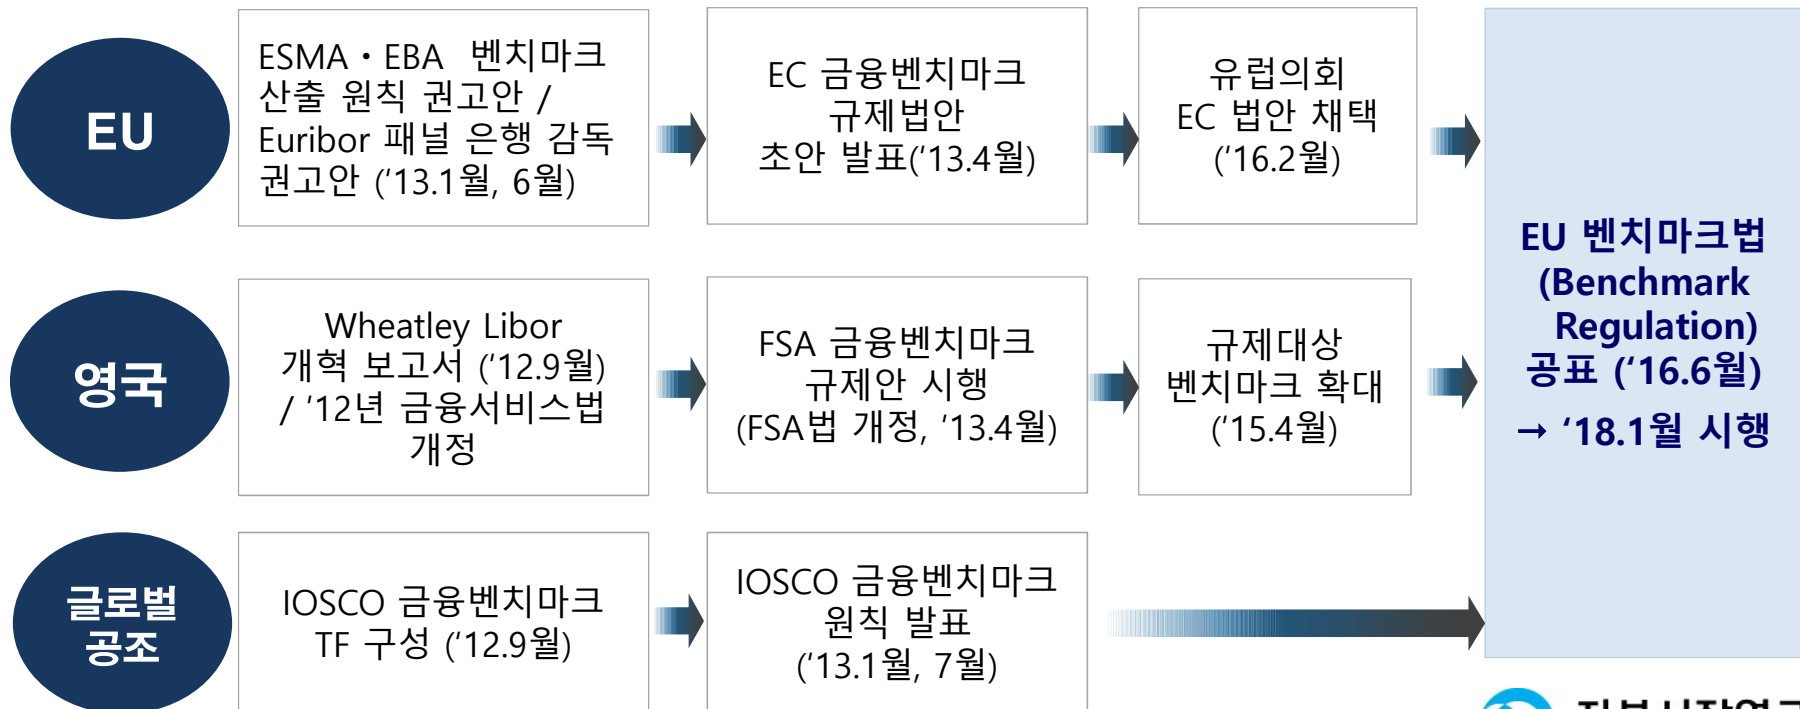 EU
ESMA・EBA 벤치마크
산출 원칙 권고안 /
Euribor 패널 은행 감독
권고안 (‘13.1월, 6월)
EC 금융벤치마크
규제법안
초안 발표(‘13.4월)
유럽의회
EC 법안 채택
(‘16.2월)
영국
Wheatley Libor
개혁 보고서 (‘12.9월)
/ ‘12년 금융서비스법
개정
FSA 금융벤치마크
규제안 시행
(FSA법 개정, ‘13.4월)
규제대상
벤치마크 확대
(‘15.4월)
글로벌
공조
IOSCO 금융벤치마크
TF 구성 (‘12.9월)
IOSCO 금융벤치마크
원칙 발표
(‘13.1월, 7월)
EU 벤치마크법
(Benchmark
Regulation)
공표 (‘16.6월)
→ ‘18.1월 시행